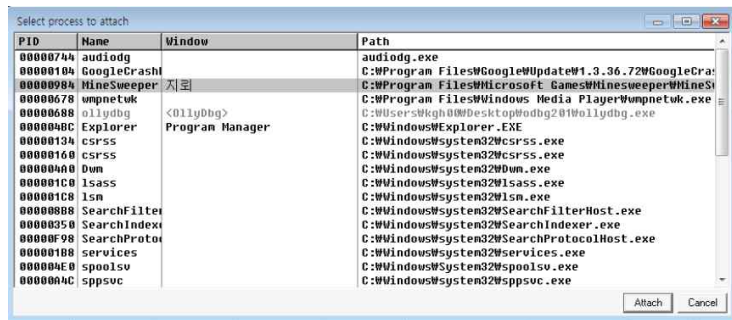 Select process to attach
PID Name Window Path
00000744 audiodg audiodg.exe
00000104 GoogleCrashH C:₩Program Files₩Google₩Update₩1.3.36.72₩GoogleCras
00000984 MineSweeper 지뢰 C:₩Program Files₩Microsoft Games₩Minesweeper₩MineSw
00000678 wmpnetwk C:₩Program Files₩Windows Media Player₩wmpnetwk.exe
00000688 ollydbg <OllyDbg> C:₩Users₩kgh00₩Desktop₩odbg201₩ollydbg.exe
000004BC Explorer Program Manager C:₩Windows₩Explorer.EXE
00000134 csrss C:₩Windows₩system32₩csrss.exe
00000160 csrss C:₩Windows₩system32₩csrss.exe
000004A0 Dwm C:₩Windows₩system32₩Dwm.exe
000001C0 lsass C:₩Windows₩system32₩lsass.exe
000001C8 lsm C:₩Windows₩system32₩lsm.exe
000008B8 SearchFilter C:₩Windows₩system32₩SearchFilterHost.exe
00000350 SearchIndexe C:₩Windows₩system32₩SearchIndexer.exe
00000F98 SearchProtoc C:₩Windows₩system32₩SearchProtocolHost.exe
000001B8 services C:₩Windows₩system32₩services.exe
000004E0 spoolsv C:₩Windows₩System32₩spoolsv.exe
00000A4C sppsvc C:₩Windows₩system32₩sppsvc.exe
Attach Cancel